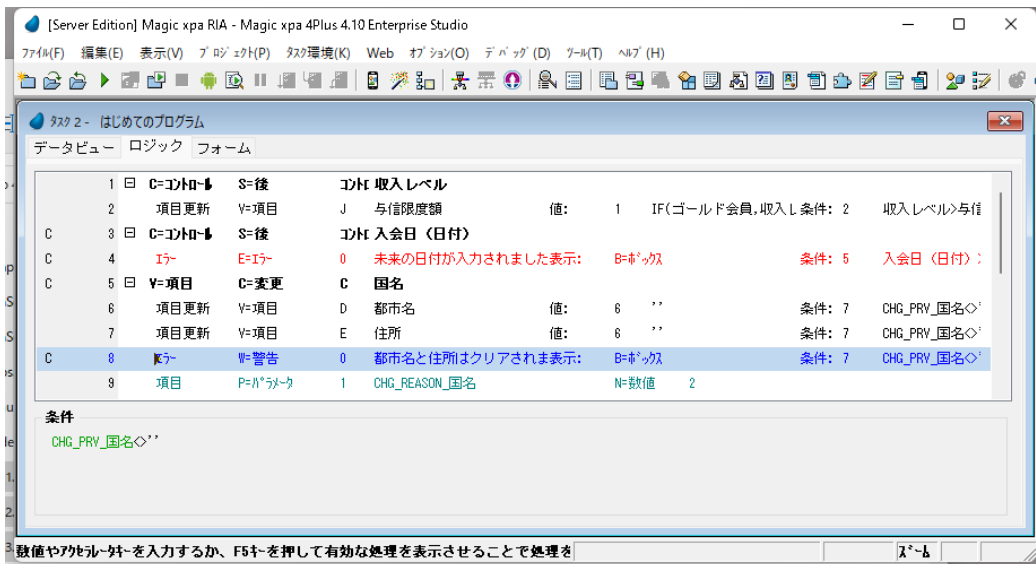 [Server Edition] Magic xpa RIA - Magic xpa 4Plus 4.10 Enterprise Studio
ﾌｧｲﾙ(F) 編集(E) 表示(V) ﾌﾟﾛｼﾞｪｸﾄ(P) ﾀｽｸ環境(K) Web ｵﾌﾟｼｮﾝ(O) ﾃﾞﾊﾞｯｸﾞ(D) ﾂｰﾙ(T) ﾍﾙﾌﾟ(H)
ﾀｽｸ 2 - はじめてのプログラム
データビュー ロジック フォーム
1 C=ｺﾝﾄﾛｰﾙ S=後 ｺﾝﾄﾛ 収入レベル
2 項目更新 V=項目 J 与信限度額 値: 1 IF(ゴールド会員,収入レ 条件: 2 収入レベル>与信
C 3 C=ｺﾝﾄﾛｰﾙ S=後 ｺﾝﾄﾛ 入会日（日付）
C 4 ｴﾗｰ E=ｴﾗｰ 0 未来の日付が入力されました 表示: B=ﾎﾞｯｸｽ 条件: 5 入会日（日付）>
C 5 V=項目 C=変更 C 国名
6 項目更新 V=項目 D 都市名 値: 6 '' 条件: 7 CHG_PRV_国名<>'
7 項目更新 V=項目 E 住所 値: 6 '' 条件: 7 CHG_PRV_国名<>'
C 8 ｴﾗｰ W=警告 0 都市名と住所はクリアされま 表示: B=ﾎﾞｯｸｽ 条件: 7 CHG_PRV_国名<>'
9 項目 P=ﾊﾟﾗﾒｰﾀ 1 CHG_REASON_国名 N=数値 2
条件
CHG_PRV_国名<>''
数値やｱｸｾﾗﾚｰﾀｷｰを入力するか、F5ｷｰを押して有効な処理を表示させることで処理を ｽﾞｰﾑ